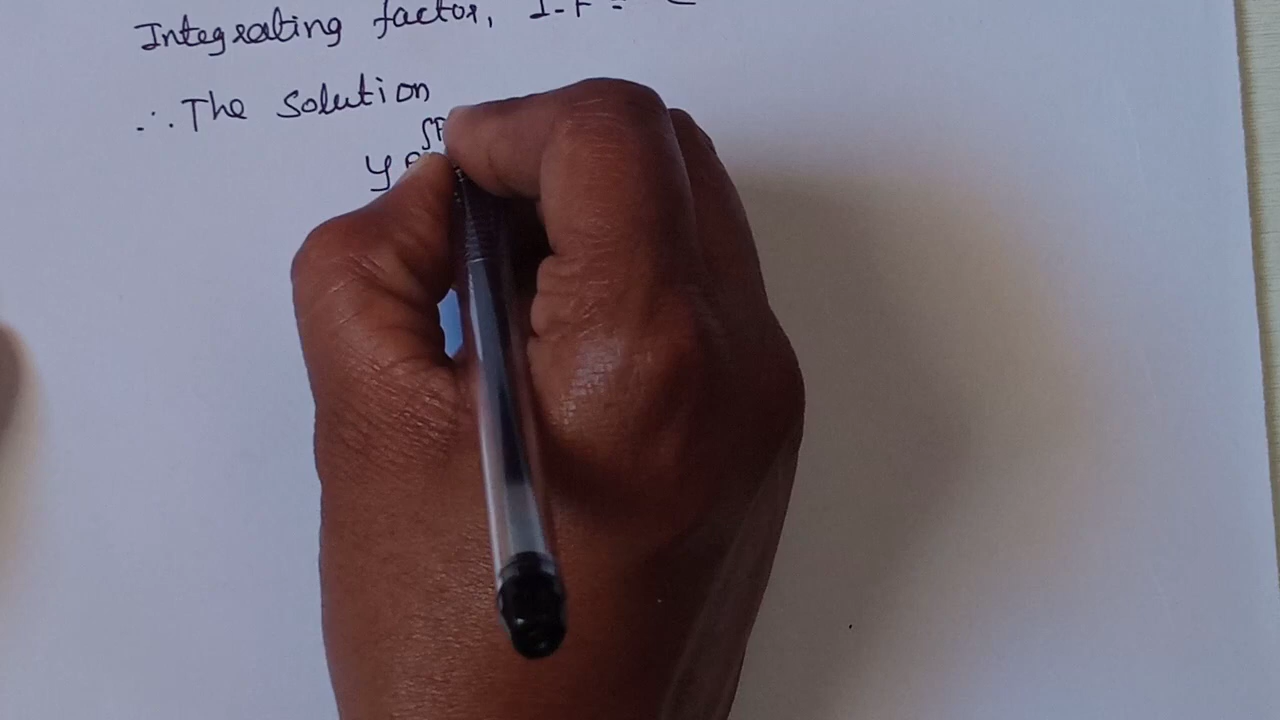 Integrating factor, I.F =
∴ The Solution
y e ∫P